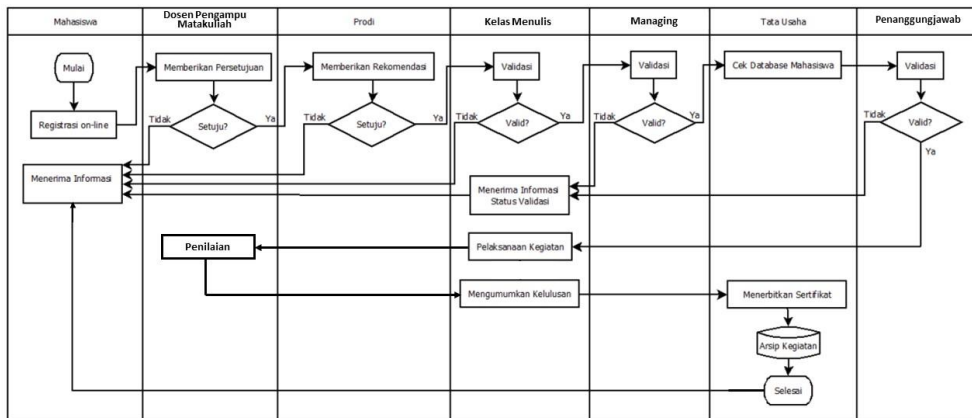 Mahasiswa
Dosen Pengampu
Matakuliah
Prodi
Kelas Menulis
Managing
Tata Usaha
Penanggungjawab
Mulai
Memberikan Persetujuan
Memberikan Rekomendasi
Validasi
Validasi
Cek Database Mahasiswa
Validasi
Registrasi on-line
Tidak
Setuju?
Ya
Tidak
Setuju?
Ya
Tidak
Valid?
Ya
Tidak
Valid?
Ya
Tidak
Valid?
Ya
Menerima Informasi
Menerima Informasi
Status Validasi
Penilaian
Pelaksanaan Kegiatan
Mengumumkan Kelulusan
Menerbitkan Sertifikat
Arsip Kegiatan
Selesai